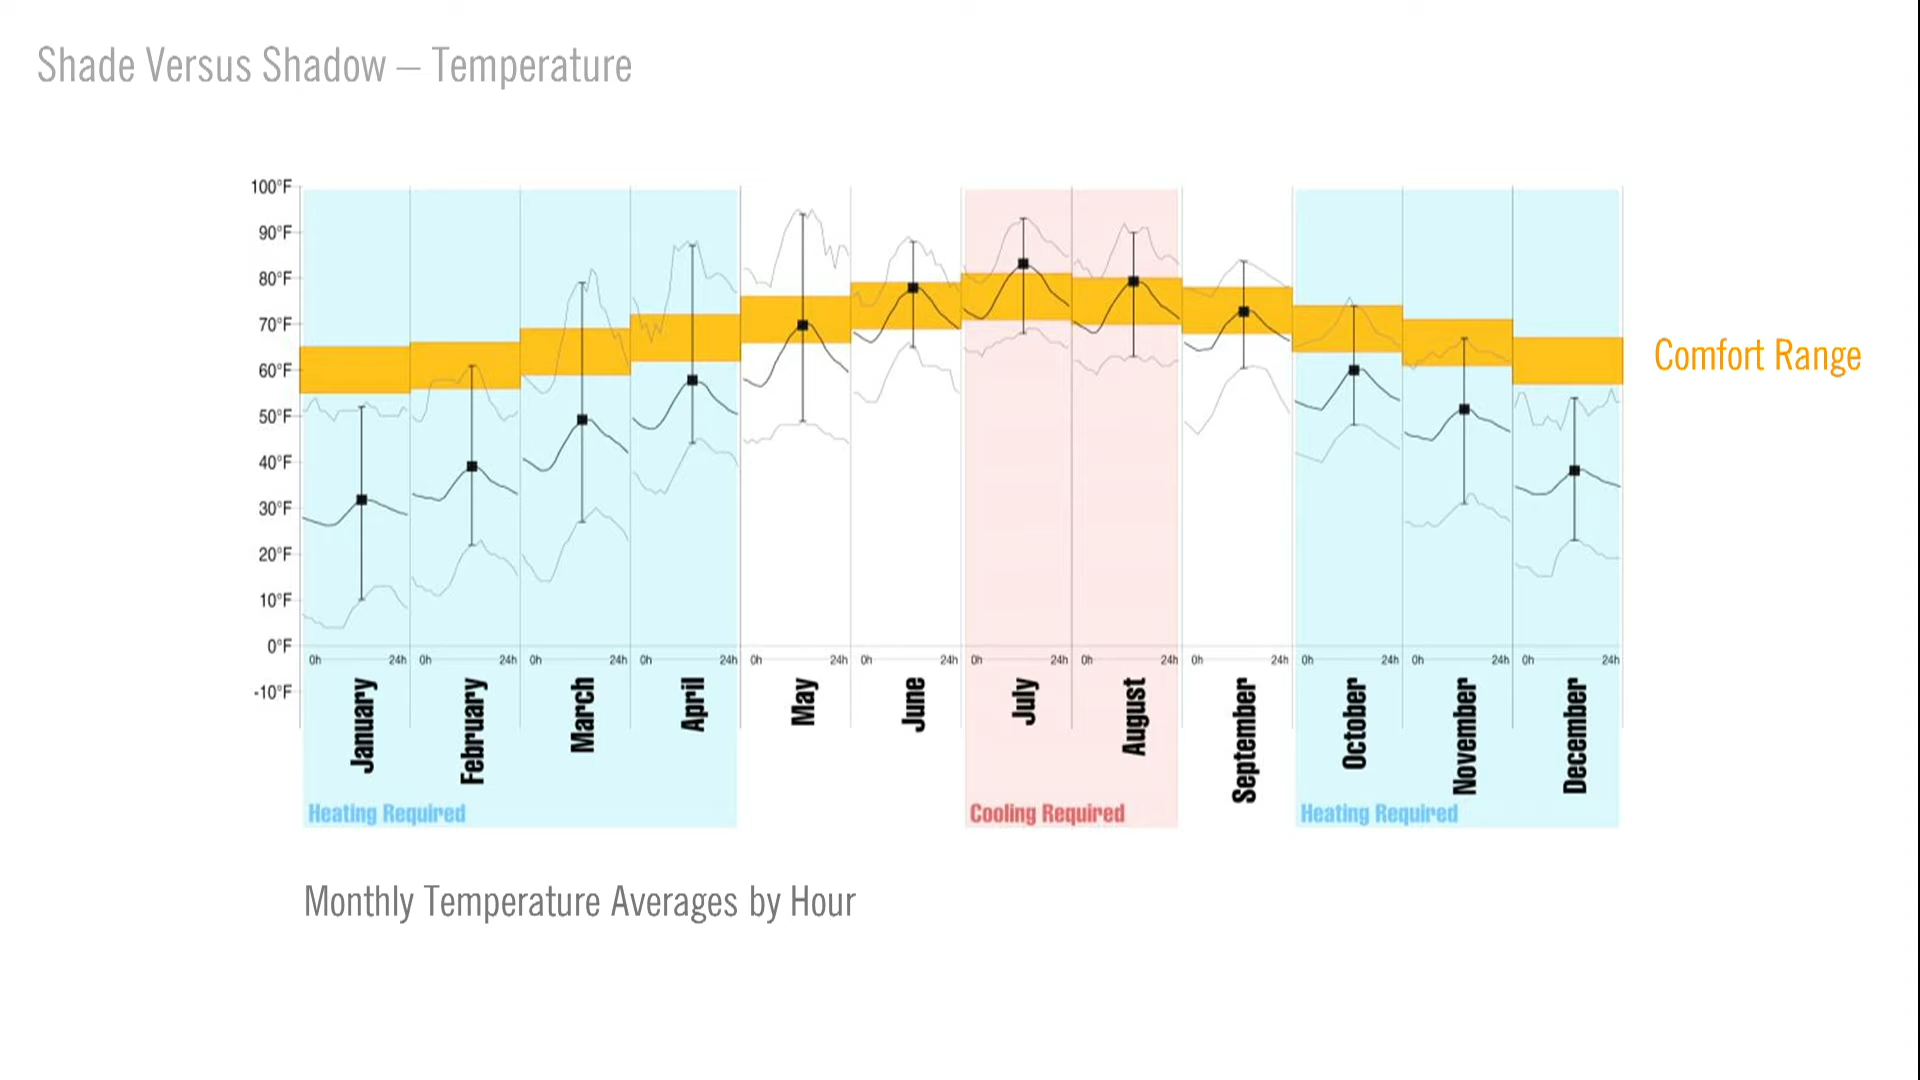 Shade Versus Shadow – Temperature
100°F
90°F
80°F
70°F
60°F
50°F
40°F
30°F
20°F
10°F
0°F
-10°F
Comfort Range
0h 24h 0h 24h 0h 24h 0h 24h 0h 24h 0h 24h 0h 24h 0h 24h 0h 24h 0h 24h 0h 24h 0h 24h
January
February
March
April
May
June
July
August
September
October
November
December
Heating Required
Cooling Required
Heating Required
Monthly Temperature Averages by Hour